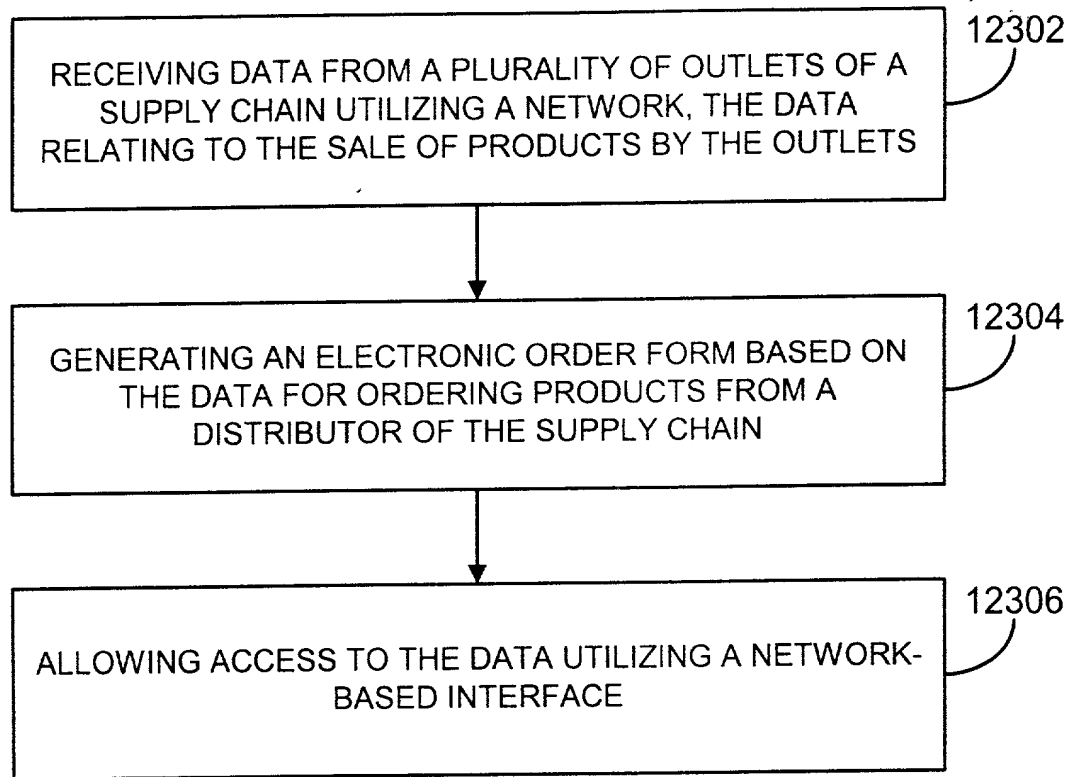 12302
RECEIVING DATA FROM A PLURALITY OF OUTLETS OF A
SUPPLY CHAIN UTILIZING A NETWORK, THE DATA
RELATING TO THE SALE OF PRODUCTS BY THE OUTLETS
12304
GENERATING AN ELECTRONIC ORDER FORM BASED ON
THE DATA FOR ORDERING PRODUCTS FROM A
DISTRIBUTOR OF THE SUPPLY CHAIN
12306
ALLOWING ACCESS TO THE DATA UTILIZING A NETWORK-
BASED INTERFACE